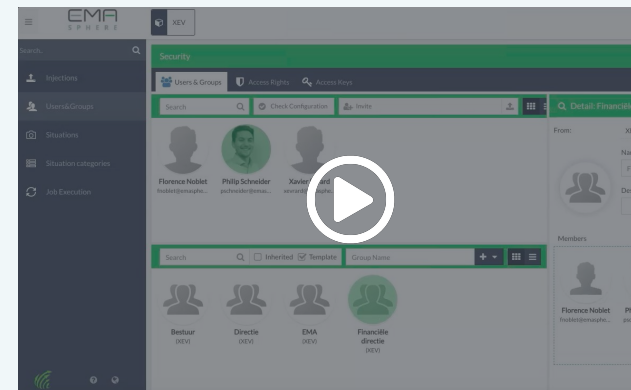 EMA
SPHERE
XEV
Search
Security
Injections
Users & Groups
Access Rights
Access Keys
Users&Groups
Search
Check Configuration
Invite
Detail: Financiële
From:
Situations
Situation categories
Job Execution
Florence Noblet
Philip Schneider
Members
Search
Inherited
Template
Group Name
Florence Noblet
Bestuur
(XEV)
Directie
(XEV)
EMA
(XEV)
Financiële
directie
(XEV)